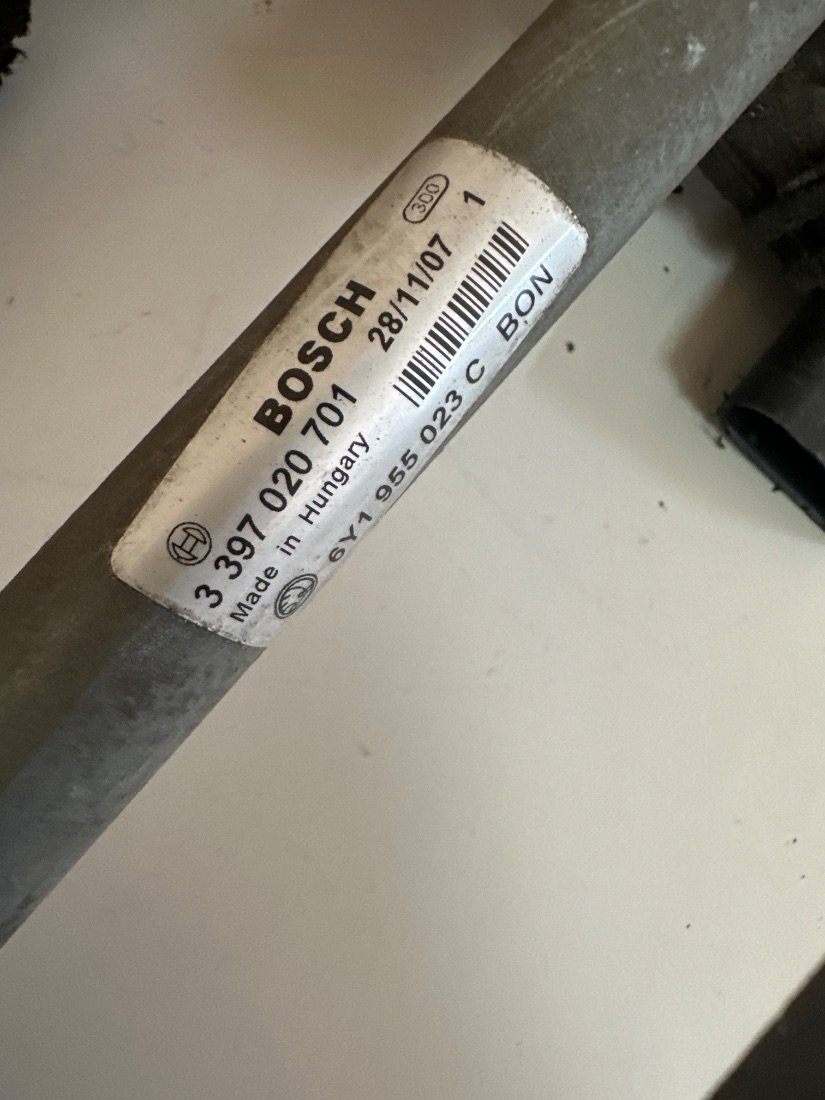 300
BOSCH 28/11/07 1
3 397 020 701
Made in Hungary
6Y1 955 023 C BON